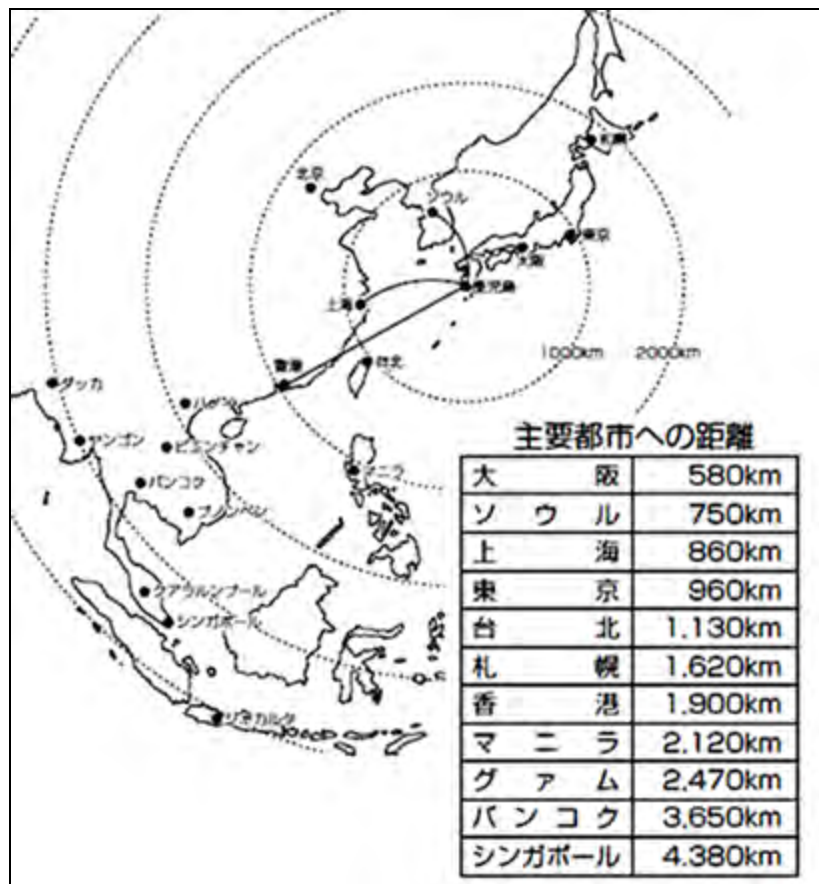 札幌
北京
ソウル
東京
大阪
鹿児島
上海
香港
台北
1000km 2000km
ダッカ
ハノイ
ヤンゴン
ビエンチャン
マニラ
バンコク
プノンペン
クアラルンプール
シンガポール
ジャカルタ
主要都市への距離
大阪 580km
ソウル 750km
上海 860km
東京 960km
台北 1.130km
札幌 1.620km
香港 1.900km
マニラ 2.120km
グァム 2.470km
バンコク 3.650km
シンガポール 4.380km